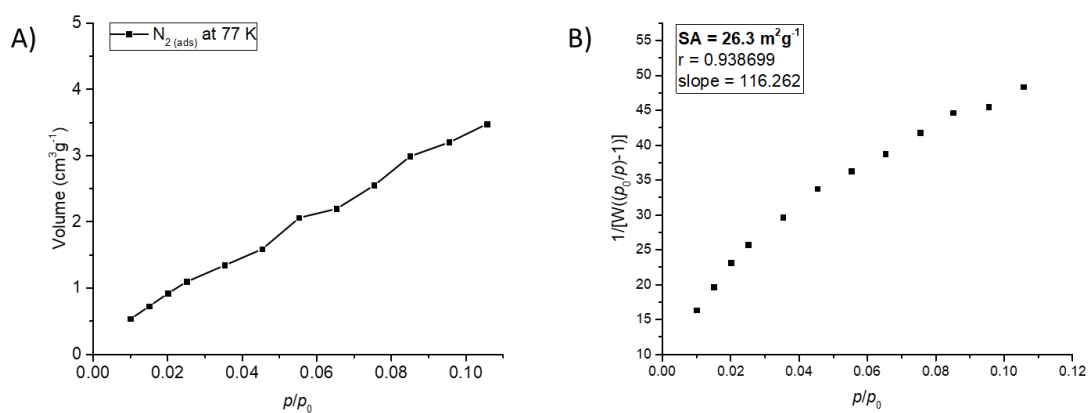 A)
N2 (ads) at 77 K
Volume (cm3g-1)
5
4
3
2
1
0
0.00 0.02 0.04 0.06 0.08 0.10
p/p0
B)
SA = 26.3 m2g-1
r = 0.938699
slope = 116.262
1/[W((p0/p)-1)]
50
45
40
35
30
25
20
15
10
0.00 0.02 0.04 0.06 0.08 0.10 0.12
p/p0